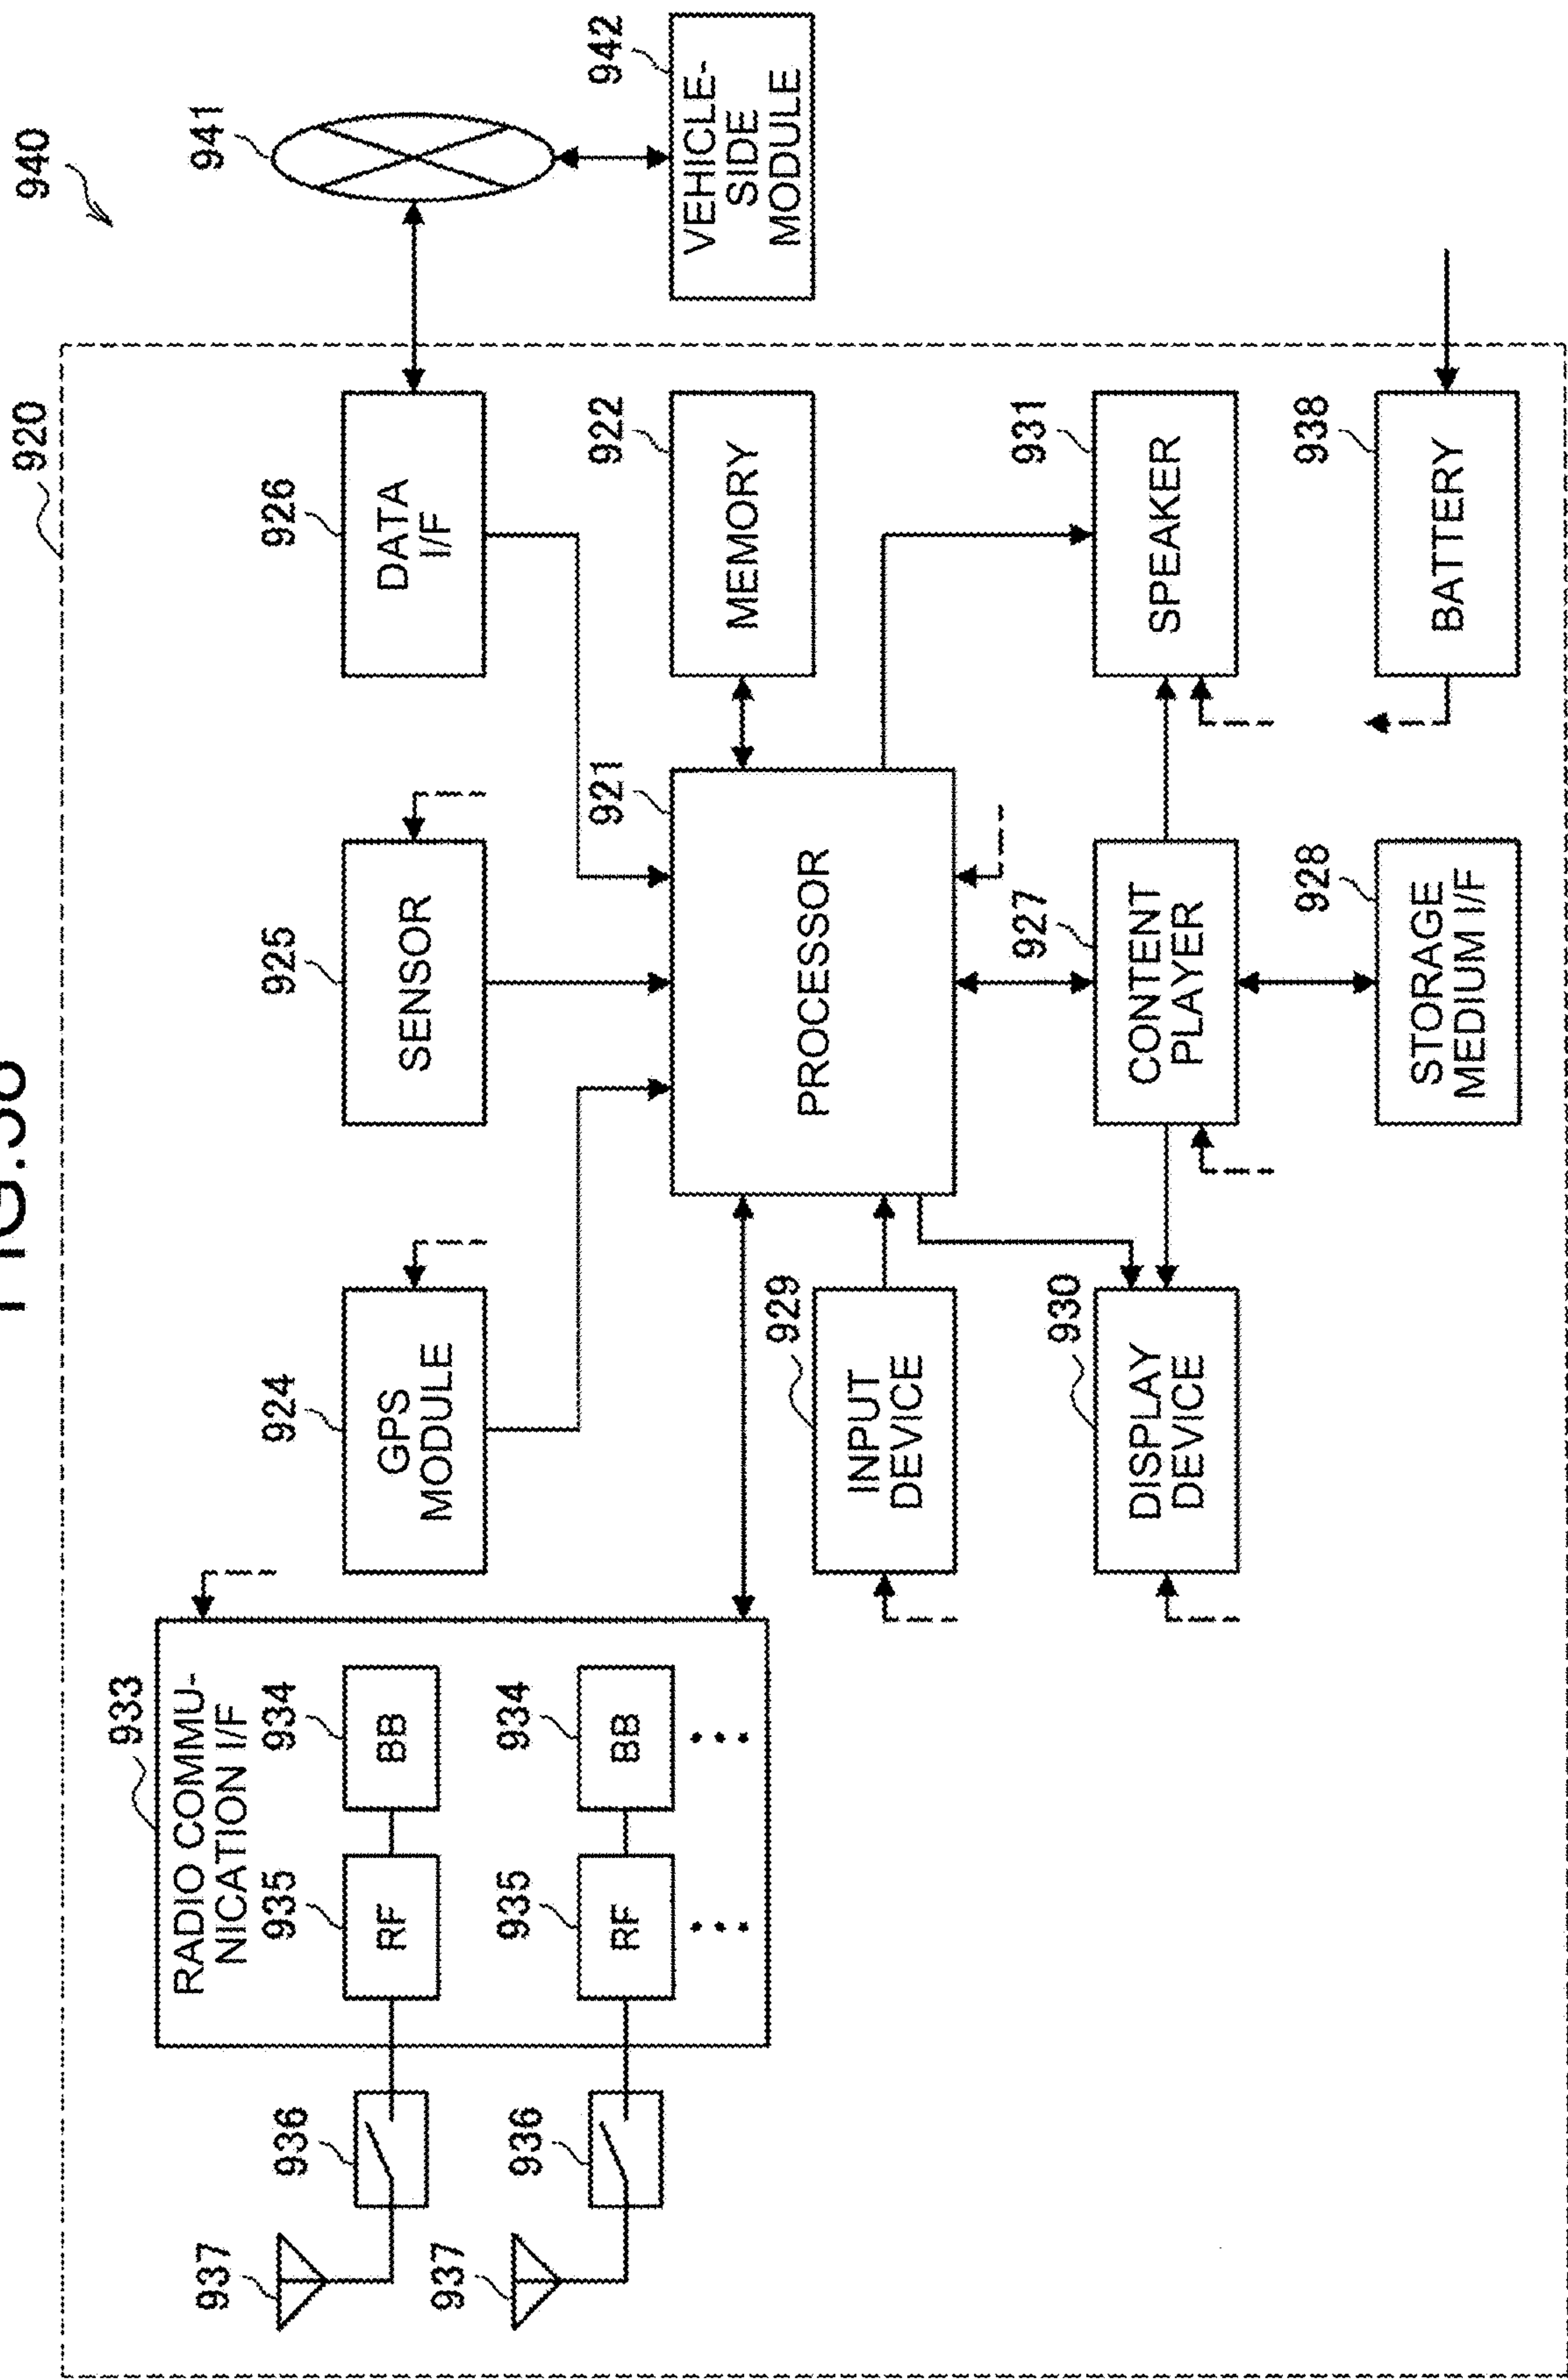 920
940
933
RADIO COMMU-
NICATION I/F
941
937
936
935
934
924
925
926
RF
BB
GPS
MODULE
SENSOR
DATA
I/F
937
936
935
934
921
922
942
RF
BB
PROCESSOR
MEMORY
VEHICLE-
SIDE
MODULE
929
INPUT
DEVICE
930
927
931
DISPLAY
DEVICE
CONTENT
PLAYER
SPEAKER
928
938
STORAGE
MEDIUM I/F
BATTERY